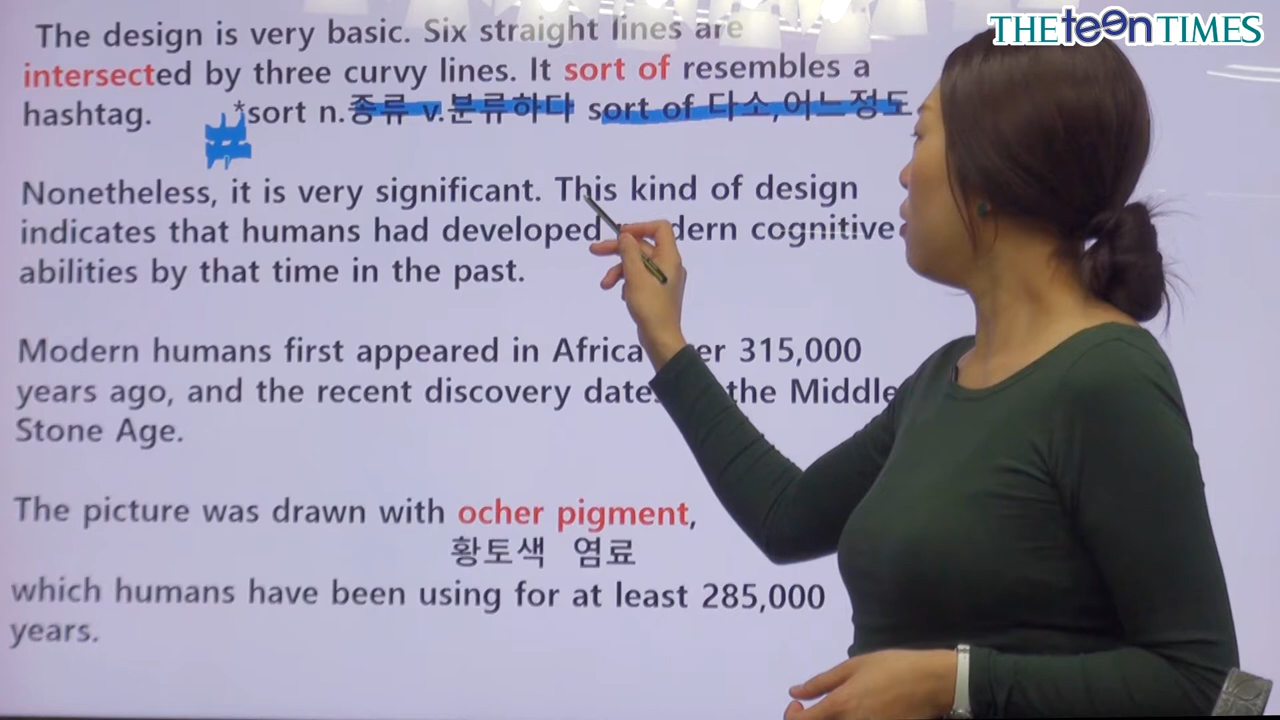 THE teen TIMES
The design is very basic. Six straight lines are
intersected by three curvy lines. It sort of resembles a
hashtag. *sort n.종류 v.분류하다 sort of 다소,어느정도
#
Nonetheless, it is very significant. This kind of design
indicates that humans had developed cognitive
abilities by that time in the past.
Modern humans first appeared in Africa 315,000
years ago, and the recent discovery the Middle
Stone Age.
The picture was drawn with ocher pigment,
황토색 염료
which humans have been using for at least 285,000
years.